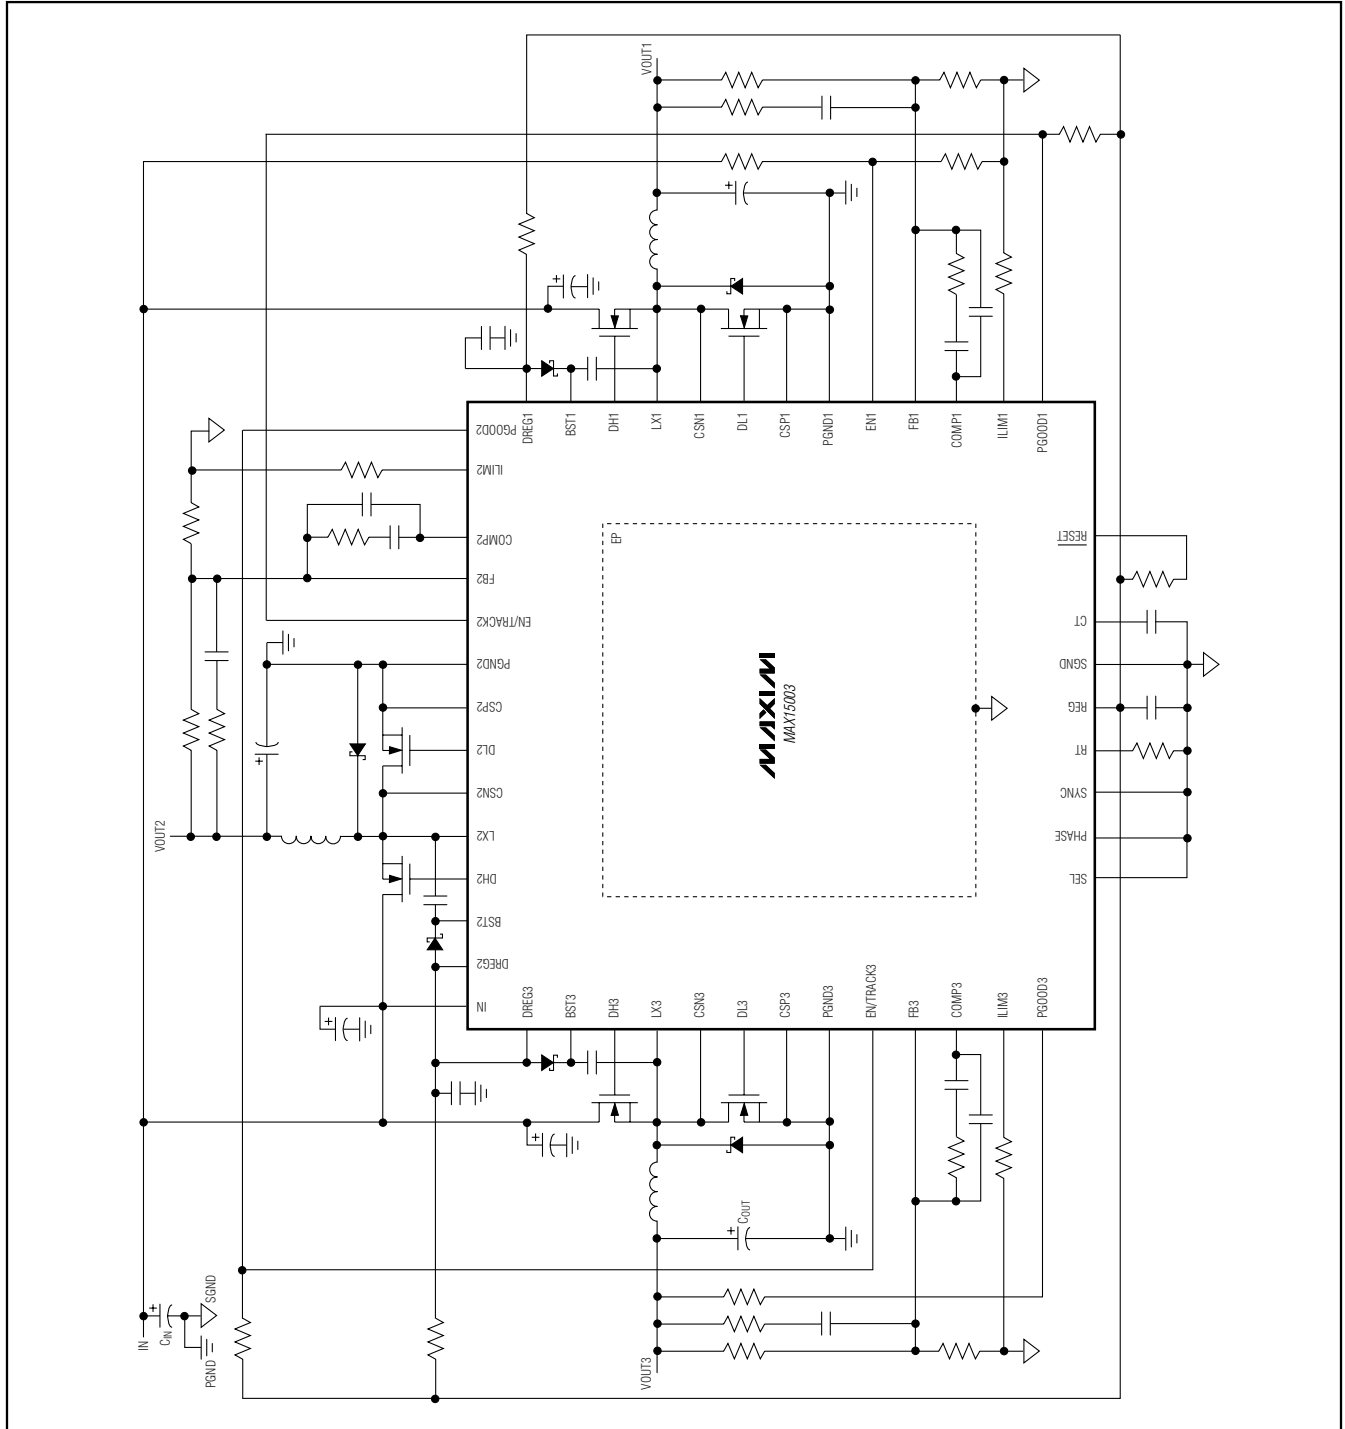 VOUT1
DREG1
BST1
DH1
LX1
CSN1
DL1
CSP1
PGND1
EN1
FB1
COMP1
ILIM1
PGOOD1
PGOOD2
ILIM2
COMP2
FB2
EN/TRACK2
PGND2
CSP2
DL2
CSN2
LX2
DH2
BST2
DREG2
IN
VOUT2
EP
MAXIM
MAX15003
RESET
CT
SGND
REG
RT
SYNC
PHASE
SEL
DREG3
BST3
DH3
LX3
CSN3
DL3
CSP3
PGND3
EN/TRACK3
FB3
COMP3
ILIM3
PGOOD3
COUT
IN
CIN
SGND
PGND
VOUT3
+
+
+
+
+
+
+
+